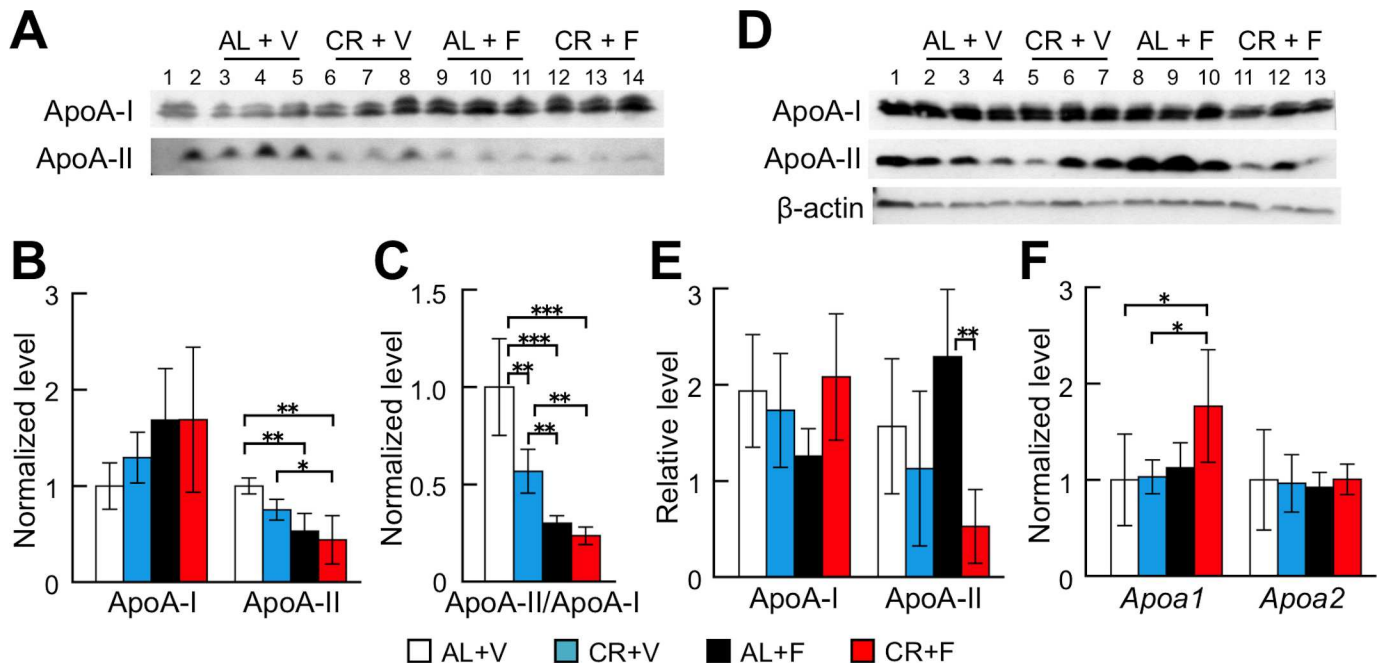 A
AL + V CR + V AL + F CR + F
1 2 3 4 5 6 7 8 9 10 11 12 13 14
ApoA-I
ApoA-II
D
AL + V CR + V AL + F CR + F
1 2 3 4 5 6 7 8 9 10 11 12 13
ApoA-I
ApoA-II
β-actin
B
Normalized level
3
2
1
0
** ** *
ApoA-I ApoA-II
C
Normalized level
1.5
1.0
0.5
0
*** *** ** ** **
ApoA-II/ApoA-I
E
Relative level
3
2
1
0
**
ApoA-I ApoA-II
F
Normalized level
3
2
1
0
* *
Apoa1 Apoa2
AL+V CR+V AL+F CR+F